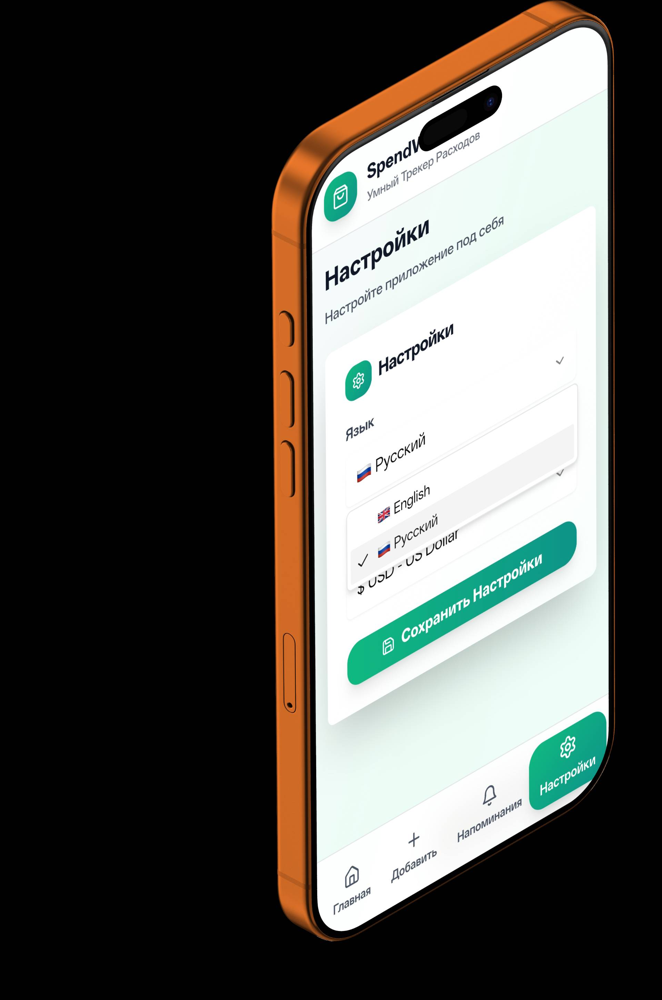 SpendW
Умный Трекер Расходов
Настройки
Настройте приложение под себя
Настройки
Язык
🇷🇺 Русский
🇬🇧 English
✓ 🇷🇺 Русский
$ USD - US Dollar
Сохранить Настройки
Главная
Добавить
Напоминания
Настройки